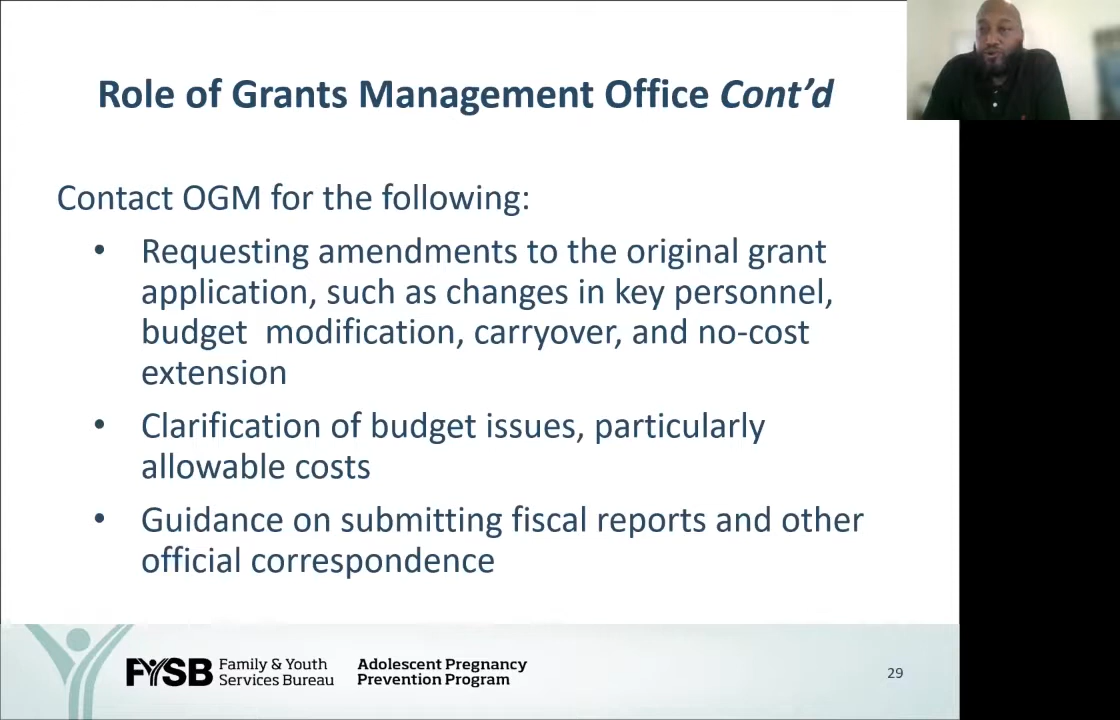 Role of Grants Management Office Cont’d
Contact OGM for the following:
• Requesting amendments to the original grant
application, such as changes in key personnel,
budget  modification, carryover, and no-cost
extension
• Clarification of budget issues, particularly
allowable costs
• Guidance on submitting fiscal reports and other
official correspondence
FYSB
Family & Youth
Services Bureau
Adolescent Pregnancy
Prevention Program
29